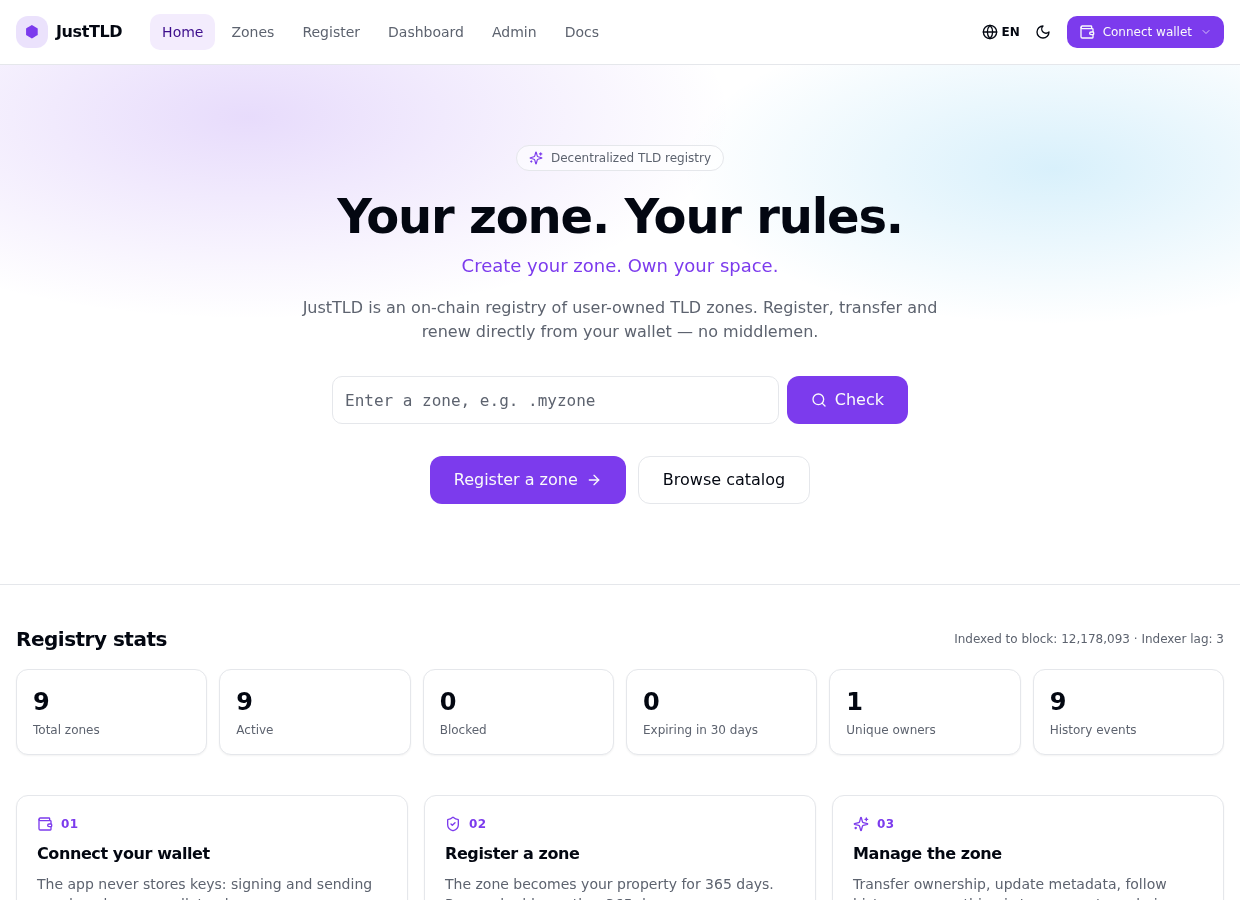 JustTLD
Home
Zones
Register
Dashboard
Admin
Docs
EN
Connect wallet
Decentralized TLD registry
Your zone. Your rules.
Create your zone. Own your space.
JustTLD is an on-chain registry of user-owned TLD zones. Register, transfer and
renew directly from your wallet — no middlemen.
Enter a zone, e.g. .myzone
Check
Register a zone
Browse catalog
Registry stats
Indexed to block: 12,178,093 · Indexer lag: 3
9
Total zones
9
Active
0
Blocked
0
Expiring in 30 days
1
Unique owners
9
History events
01
Connect your wallet
The app never stores keys: signing and sending
02
Register a zone
The zone becomes your property for 365 days.
03
Manage the zone
Transfer ownership, update metadata, follow